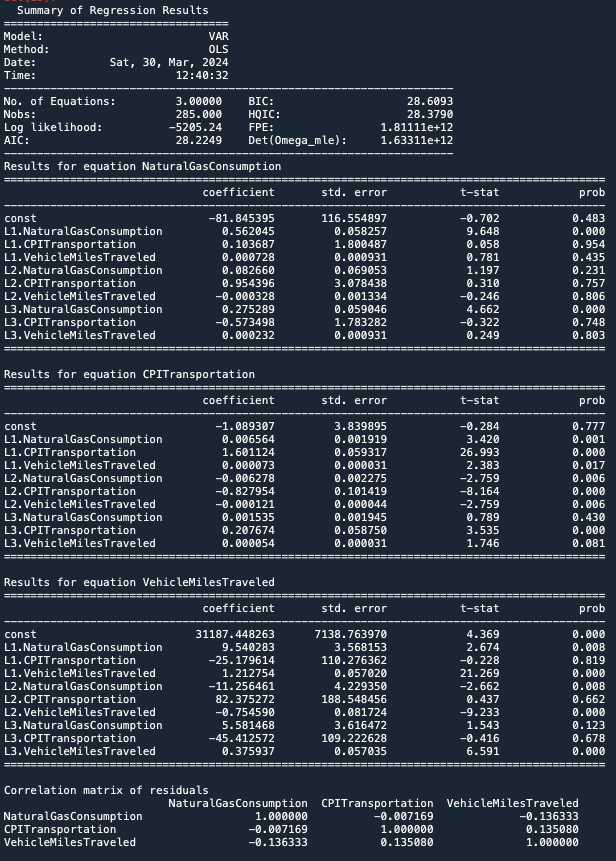 Summary of Regression Results
==================================
Model:                         VAR
Method:                        OLS
Date:           Sat, 30, Mar, 2024
Time:                     12:40:32
--------------------------------------------------------------------
No. of Equations:         3.00000    BIC:                    28.6093
Nobs:                     285.000    HQIC:                   28.3790
Log likelihood:          -5205.24    FPE:                1.81111e+12
AIC:                      28.2249    Det(Omega_mle):     1.63311e+12
--------------------------------------------------------------------
Results for equation NaturalGasConsumption
===========================================================================================
coefficient       std. error           t-stat            prob
-------------------------------------------------------------------------------------------
const                             -81.845395       116.554897           -0.702           0.483
L1.NaturalGasConsumption            0.562045         0.058257            9.648           0.000
L1.CPITransportation                0.103687         1.800487            0.058           0.954
L1.VehicleMilesTraveled             0.000728         0.000931            0.781           0.435
L2.NaturalGasConsumption            0.082660         0.069053            1.197           0.231
L2.CPITransportation                0.954396         3.078438            0.310           0.757
L2.VehicleMilesTraveled            -0.000328         0.001334           -0.246           0.806
L3.NaturalGasConsumption            0.275289         0.059046            4.662           0.000
L3.CPITransportation               -0.573498         1.783282           -0.322           0.748
L3.VehicleMilesTraveled             0.000232         0.000931            0.249           0.803
===========================================================================================
Results for equation CPITransportation
===========================================================================================
coefficient       std. error           t-stat            prob
-------------------------------------------------------------------------------------------
const                              -1.089307         3.839895           -0.284           0.777
L1.NaturalGasConsumption            0.006564         0.001919            3.420           0.001
L1.CPITransportation                1.601124         0.059317           26.993           0.000
L1.VehicleMilesTraveled             0.000073         0.000031            2.383           0.017
L2.NaturalGasConsumption           -0.006278         0.002275           -2.759           0.006
L2.CPITransportation               -0.827954         0.101419           -8.164           0.000
L2.VehicleMilesTraveled            -0.000121         0.000044           -2.759           0.006
L3.NaturalGasConsumption            0.001535         0.001945            0.789           0.430
L3.CPITransportation                0.207674         0.058750            3.535           0.000
L3.VehicleMilesTraveled             0.000054         0.000031            1.746           0.081
===========================================================================================
Results for equation VehicleMilesTraveled
===========================================================================================
coefficient       std. error           t-stat            prob
-------------------------------------------------------------------------------------------
const                           31187.448263      7138.763970            4.369           0.000
L1.NaturalGasConsumption            9.540283         3.568153            2.674           0.008
L1.CPITransportation              -25.179614       110.276362           -0.228           0.819
L1.VehicleMilesTraveled             1.212754         0.057020           21.269           0.000
L2.NaturalGasConsumption          -11.256461         4.229350           -2.662           0.008
L2.CPITransportation               82.375272       188.548456            0.437           0.662
L2.VehicleMilesTraveled            -0.754590         0.081724           -9.233           0.000
L3.NaturalGasConsumption            5.581468         3.616472            1.543           0.123
L3.CPITransportation              -45.412572       109.222628           -0.416           0.678
L3.VehicleMilesTraveled             0.375937         0.057035            6.591           0.000
===========================================================================================
Correlation matrix of residuals
NaturalGasConsumption  CPITransportation  VehicleMilesTraveled
NaturalGasConsumption               1.000000          -0.007169             -0.136333
CPITransportation                  -0.007169           1.000000              0.135080
VehicleMilesTraveled               -0.136333           0.135080              1.000000